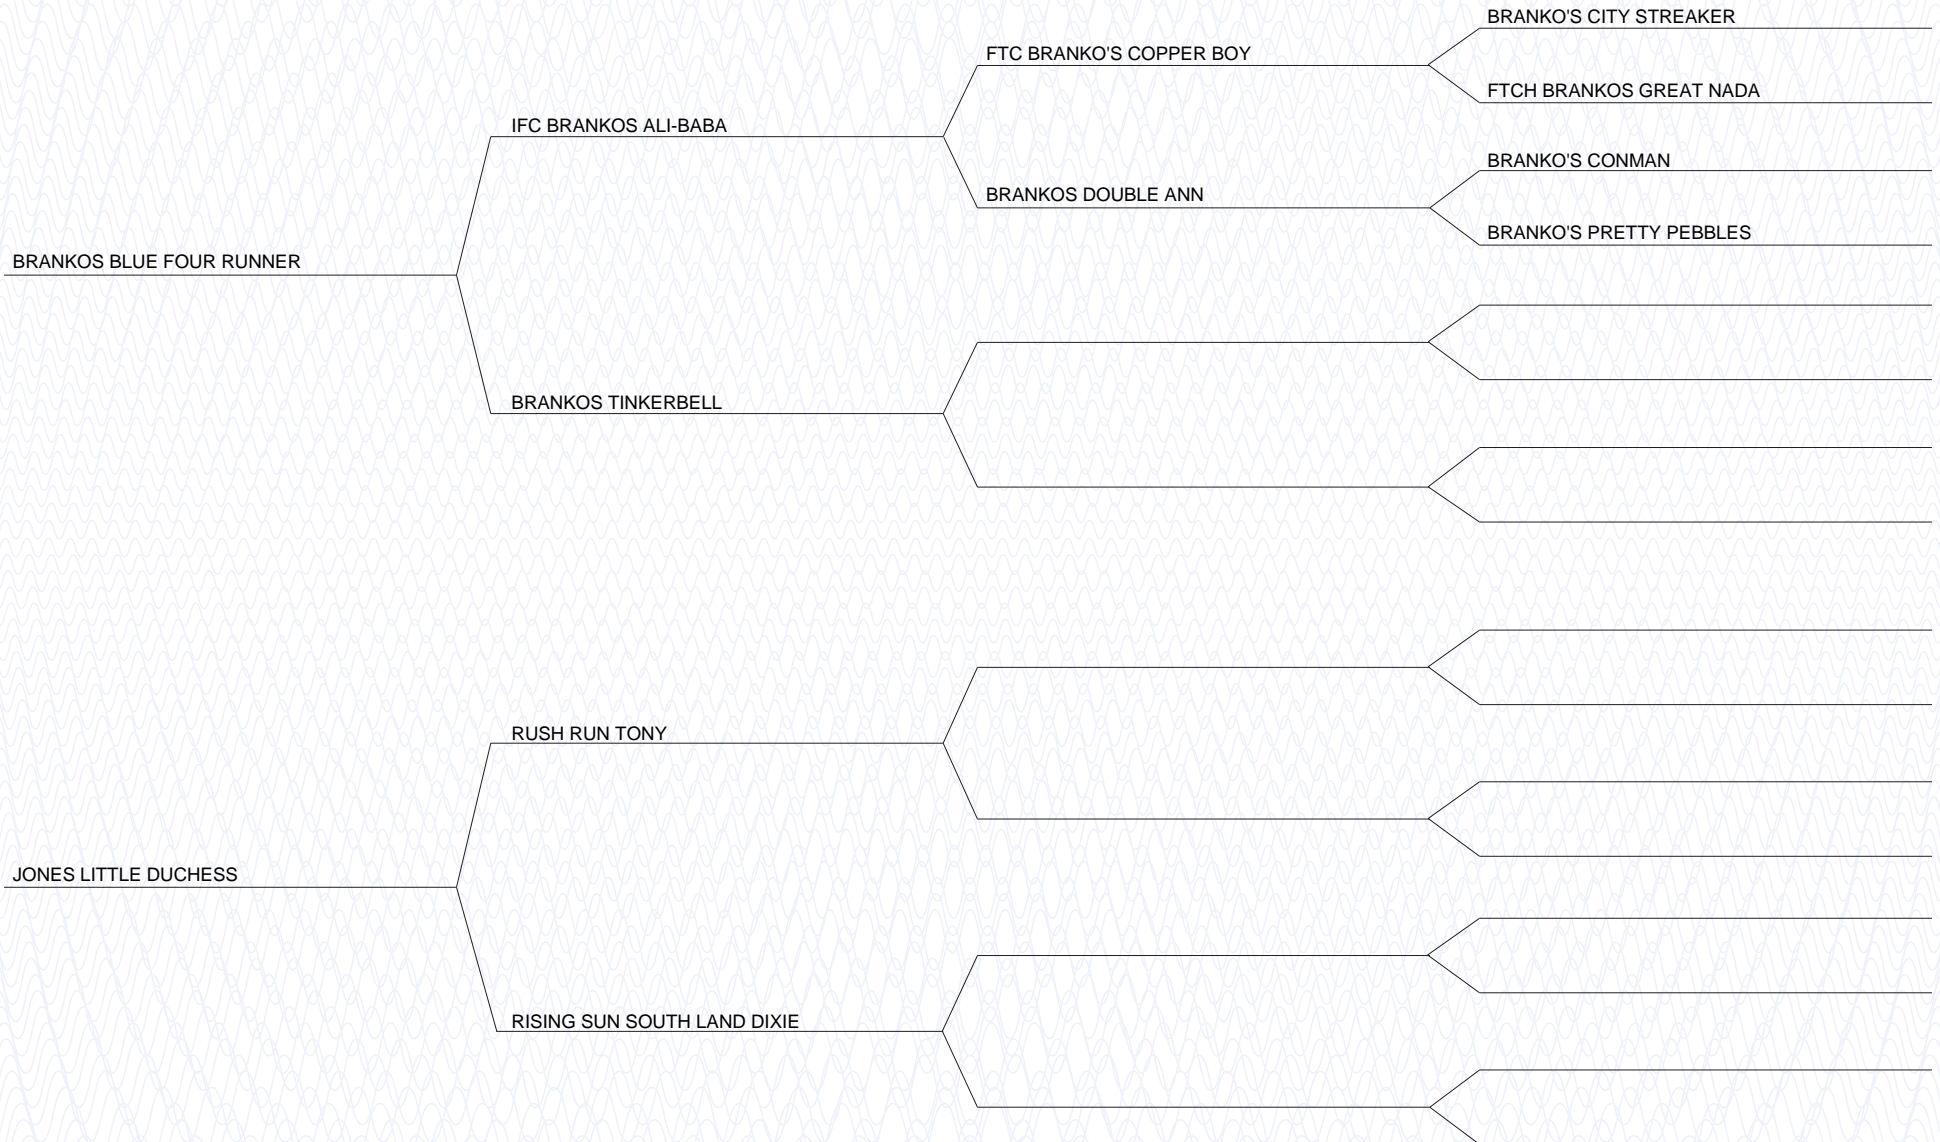 BRANKO'S CITY STREAKER
FTC BRANKO'S COPPER BOY
FTCH BRANKOS GREAT NADA
IFC BRANKOS ALI-BABA
BRANKO'S CONMAN
BRANKOS DOUBLE ANN
BRANKO'S PRETTY PEBBLES
BRANKOS BLUE FOUR RUNNER
BRANKOS TINKERBELL
RUSH RUN TONY
JONES LITTLE DUCHESS
RISING SUN SOUTH LAND DIXIE